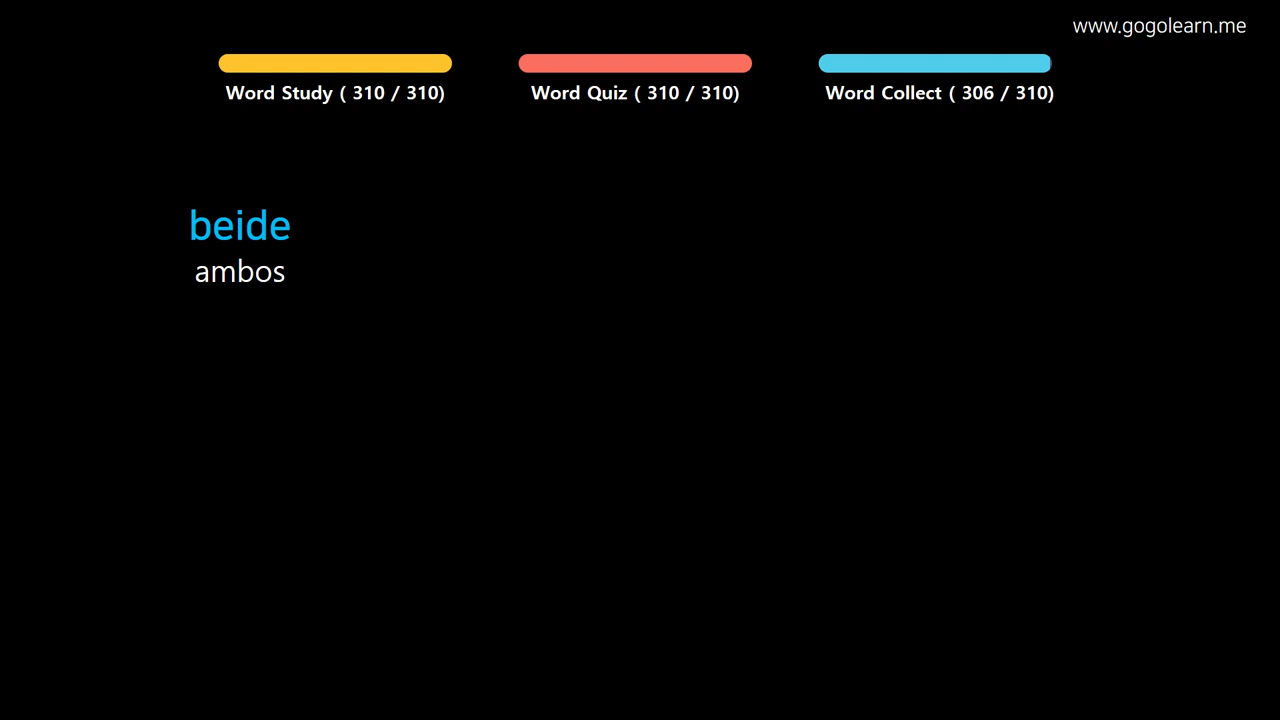 www.gogolearn.me
Word Study ( 310 / 310)
Word Quiz ( 310 / 310)
Word Collect ( 306 / 310)
beide
ambos